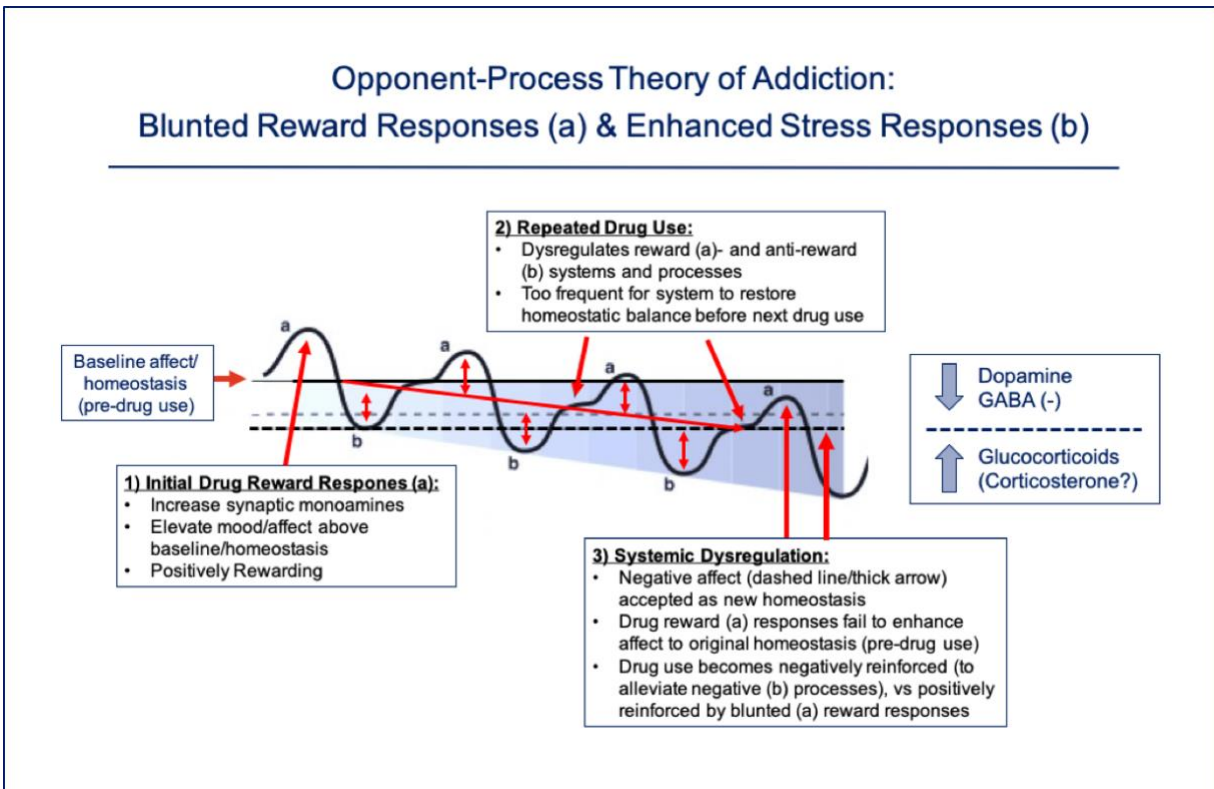 Opponent-Process Theory of Addiction:
Blunted Reward Responses (a) & Enhanced Stress Responses (b)
2) Repeated Drug Use:
• Dysregulates reward (a)- and anti-reward
(b) systems and processes
• Too frequent for system to restore
homeostatic balance before next drug use
Baseline affect/
homeostasis
(pre-drug use)
a
b
a
b
a
b
a
Dopamine
GABA (-)
Glucocorticoids
(Corticosterone?)
1) Initial Drug Reward Respones (a):
• Increase synaptic monoamines
• Elevate mood/affect above
baseline/homeostasis
• Positively Rewarding
3) Systemic Dysregulation:
• Negative affect (dashed line/thick arrow)
accepted as new homeostasis
• Drug reward (a) responses fail to enhance
affect to original homeostasis (pre-drug use)
• Drug use becomes negatively reinforced (to
alleviate negative (b) processes), vs positively
reinforced by blunted (a) reward responses